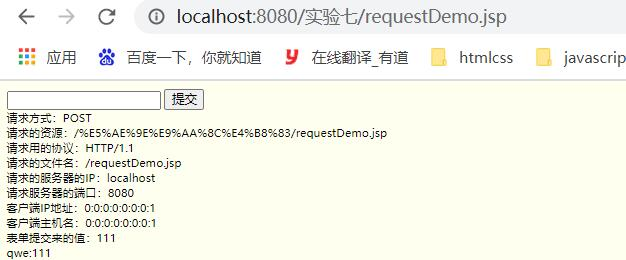 localhost:8080/实验七/requestDemo.jsp
应用 百度一下，你就知道 在线翻译_有道 htmlcss javascrip
提交
请求方式：POST
请求的资源：/%E5%AE%9E%E9%AA%8C%E4%B8%83/requestDemo.jsp
请求用的协议：HTTP/1.1
请求的文件名：/requestDemo.jsp
请求的服务器的IP：localhost
请求服务器的端口：8080
客户端IP地址：0:0:0:0:0:0:0:1
客户端主机名：0:0:0:0:0:0:0:1
表单提交来的值：111
qwe:111